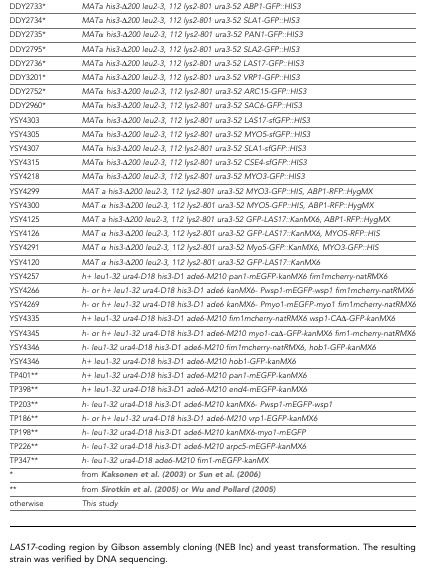 DDY2733* MATa his3-Δ200 leu2-3, 112 lys2-801 ura3-52 ABP1-GFP::HIS3
DDY2734* MATα his3-Δ200 leu2-3, 112 lys2-801 ura3-52 SLA1-GFP::HIS3
DDY2735* MATα his3-Δ200 leu2-3, 112 lys2-801 ura3-52 PAN1-GFP::HIS3
DDY2795* MATa his3-Δ200 leu2-3, 112 lys2-801 ura3-52 SLA2-GFP::HIS3
DDY2736* MATa his3-Δ200 leu2-3, 112 lys2-801 ura3-52 LAS17-GFP::HIS3
DDY3201* MATa his3-Δ200 leu2-3, 112 lys2-801 ura3-52 VRP1-GFP::HIS3
DDY2752* MATα his3-Δ200 leu2-3, 112 lys2-801 ura3-52 ARC15-GFP::HIS3
DDY2960* MATα his3-Δ200 leu2-3, 112 lys2-801 ura3-52 SAC6-GFP::HIS3
YSY4303 MATα his3-Δ200 leu2-3, 112 lys2-801 ura3-52 LAS17-sfGFP::HIS3
YSY4305 MATα his3-Δ200 leu2-3, 112 lys2-801 ura3-52 MYO5-sfGFP::HIS3
YSY4307 MATα his3-Δ200 leu2-3, 112 lys2-801 ura3-52 SLA1-sfGFP::HIS3
YSY4315 MATα his3-Δ200 leu2-3, 112 lys2-801 ura3-52 CSE4-sfGFP::HIS3
YSY4218 MATα his3-Δ200 leu2-3, 112 lys2-801 ura3-52 MYO3-GFP::HIS3
YSY4299 MAT a his3-Δ200 leu2-3, 112 lys2-801 ura3-52 MYO3-GFP::HIS, ABP1-RFP::HygMX
YSY4300 MAT α his3-Δ200 leu2-3, 112 lys2-801 ura3-52 MYO5-GFP::HIS, ABP1-RFP::HygMX
YSY4125 MAT a his3-Δ200 leu2-3, 112 lys2-801 ura3-52 GFP-LAS17::KanMX6, ABP1-RFP::HygMX
YSY4126 MAT α his3-Δ200 leu2-3, 112 lys2-801 ura3-52 GFP-LAS17::KanMX6, MYO5-RFP::HIS
YSY4291 MAT α his3-Δ200 leu2-3, 112 lys2-801 ura3-52 Myo5-GFP::KanMX6, MYO3-GFP::HIS
YSY4120 MAT α his3-Δ200 leu2-3, 112 lys2-801 ura3-52 GFP-LAS17::KanMX6
YSY4257 h+ leu1-32 ura4-D18 his3-D1 ade6-M210 pan1-mEGFP-kanMX6 fim1mcherry-natRMX6
YSY4266 h- or h+ leu1-32 ura4-D18 his3-D1 ade6 kanMX6- Pwsp1-mEGFP-wsp1 fim1mcherry-natRMX6
YSY4269 h- or h+ leu1-32 ura4-D18 his3-D1 ade6 kanMX6- Pmyo1-mEGFP-myo1 fim1mcherry-natRMX6
YSY4335 h+ leu1-32 ura4-D18 his3-D1 ade6-M210 fim1mcherry-natRMX6 wsp1-CAΔ-GFP-kanMX6
YSY4345 h- or h+ leu1-32 ura4-D18 his3-D1 ade6-M210 myo1-caΔ-GFP-kanMX6 fim1-mcherry-natRMX6
YSY4346 h- leu1-32 ura4-D18 his3-D1 ade6-M210 fim1mcherry-natRMX6, hob1-GFP-kanMX6
YSY4346 h+ leu1-32 ura4-D18 his3-D1 ade6-M210 hob1-GFP-kanMX6
TP401** h+ leu1-32 ura4-D18 his3-D1 ade6-M210 pan1-mEGFP-kanMX6
TP398** h+ leu1-32 ura4-D18 his3-D1 ade6-M210 end4-mEGFP-kanMX6
TP203** h- leu1-32 ura4-D18 his3-D1 ade6-M210 kanMX6- Pwsp1-mEGFP-wsp1
TP186** h- or h+ leu1-32 ura4-D18 his3-D1 ade6-M210 vrp1-EGFP-kanMX6
TP198** h- leu1-32 ura4-D18 his3-D1 ade6-M210 kanMX6-myo1-mEGFP
TP226** h- leu1-32 ura4-D18 his3-D1 ade6-M210 arpc5-mEGFP-kanMX6
TP347** h- leu1-32 ura4-D18 ade6-M210 fim1-mEGFP-kanMX
* from Kaksonen et al. (2003) or Sun et al. (2006)
** from Sirotkin et al. (2005) or Wu and Pollard (2005)
otherwise This study
LAS17-coding region by Gibson assembly cloning (NEB Inc) and yeast transformation. The resulting
strain was verified by DNA sequencing.